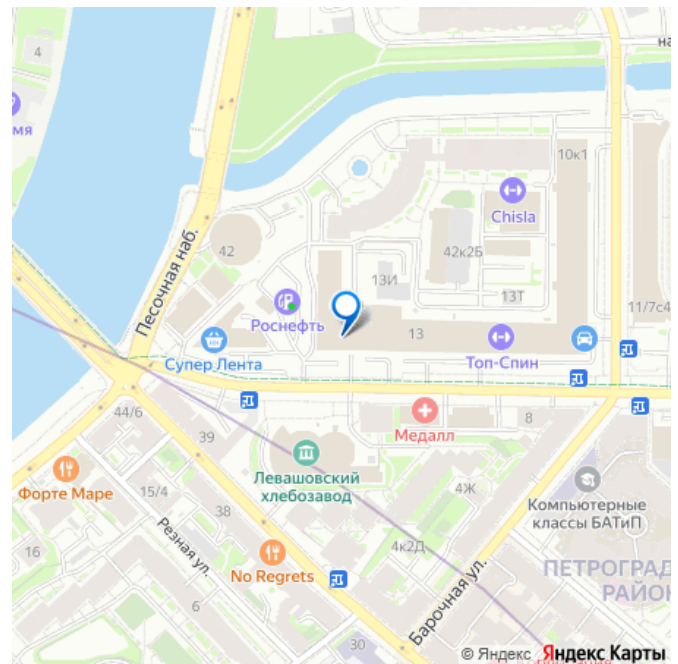 4
на
мя
10к1
Chisla
Песочная наб.
42
42к2Б
13И
13Т
Роснефть
11/7с4
13
Супер Лента
Топ-Спин
44/6
39
Медалл
8
Левашовский
хлебозавод
Форте Маре
15/4
38
4Ж
Компьютерные
классы БАТиП
Резная ул.
16
No Regrets
4к2Д
ПЕТРОГРАД
РАЙОН
6
Барочная ул.
30
© Яндекс Яндекс Карты